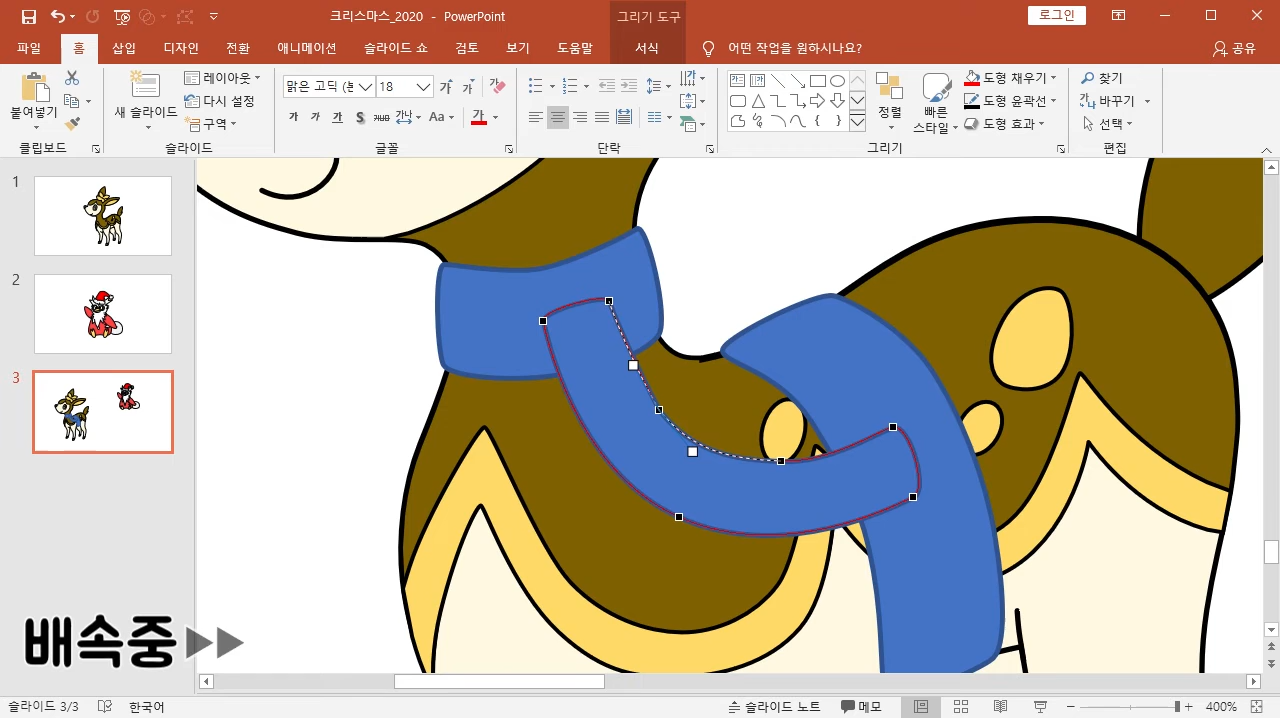 크리스마스_2020 - PowerPoint
그리기 도구
로그인
파일
홈
삽입
디자인
전환
애니메이션
슬라이드 쇼
검토
보기
도움말
서식
어떤 작업을 원하시나요?
공유
붙여넣기
새 슬라이드
레이아웃
다시 설정
구역
18
가
가
가
S
가
Aa
가
정렬
빠른
스타일
도형 채우기
도형 윤곽선
도형 효과
찾기
바꾸기
선택
클립보드
슬라이드
글꼴
단락
그리기
편집
1
2
3
배속중
슬라이드 3/3
한국어
슬라이드 노트
메모
400%